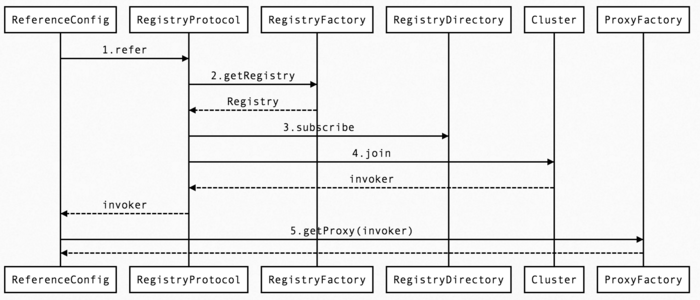 ReferenceConfig RegistryProtocol RegistryFactory RegistryDirectory Cluster ProxyFactory
1.refer
2.getRegistry
Registry
3.subscribe
4.join
invoker
invoker
5.getProxy(invoker)
ReferenceConfig RegistryProtocol RegistryFactory RegistryDirectory Cluster ProxyFactory